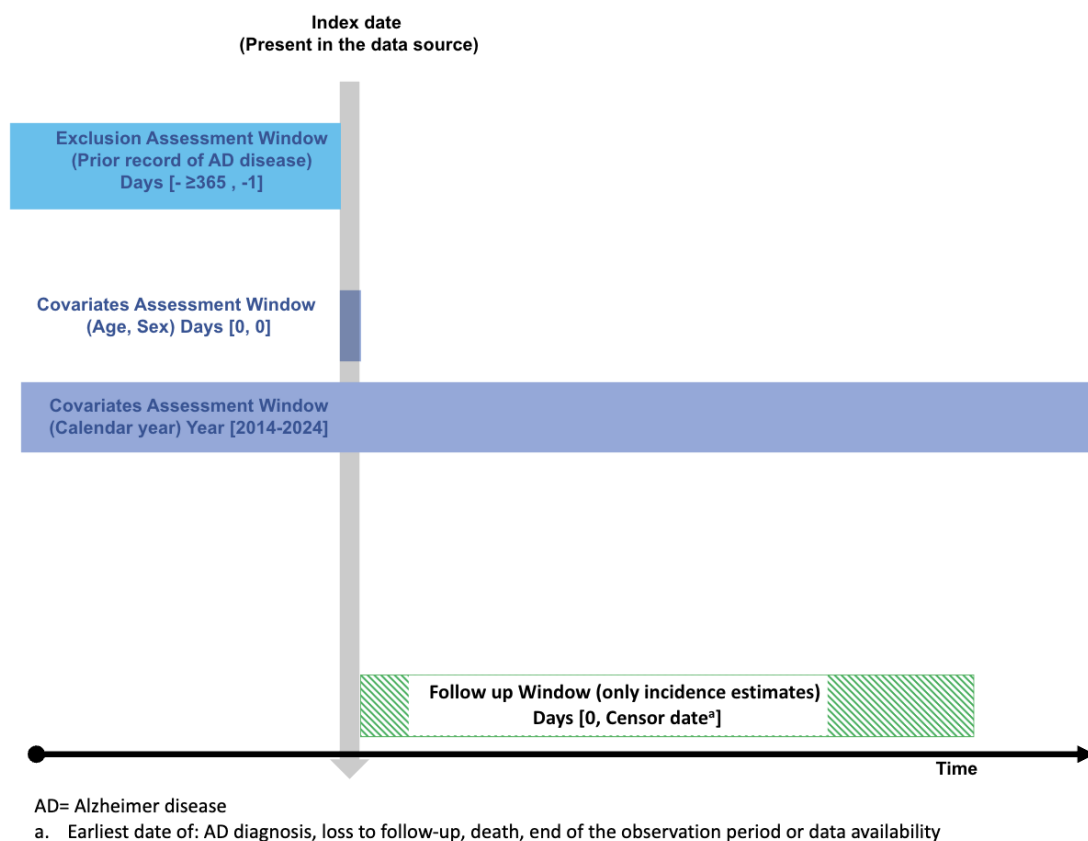 Index date
(Present in the data source)
Exclusion Assessment Window
(Prior record of AD disease)
Days [- ≥365 , -1]
Covariates Assessment Window
(Age, Sex) Days [0, 0]
Covariates Assessment Window
(Calendar year) Year [2014-2024]
Follow up Window (only incidence estimates)
Days [0, Censor dateᵃ]
Time
AD= Alzheimer disease
a. Earliest date of: AD diagnosis, loss to follow-up, death, end of the observation period or data availability